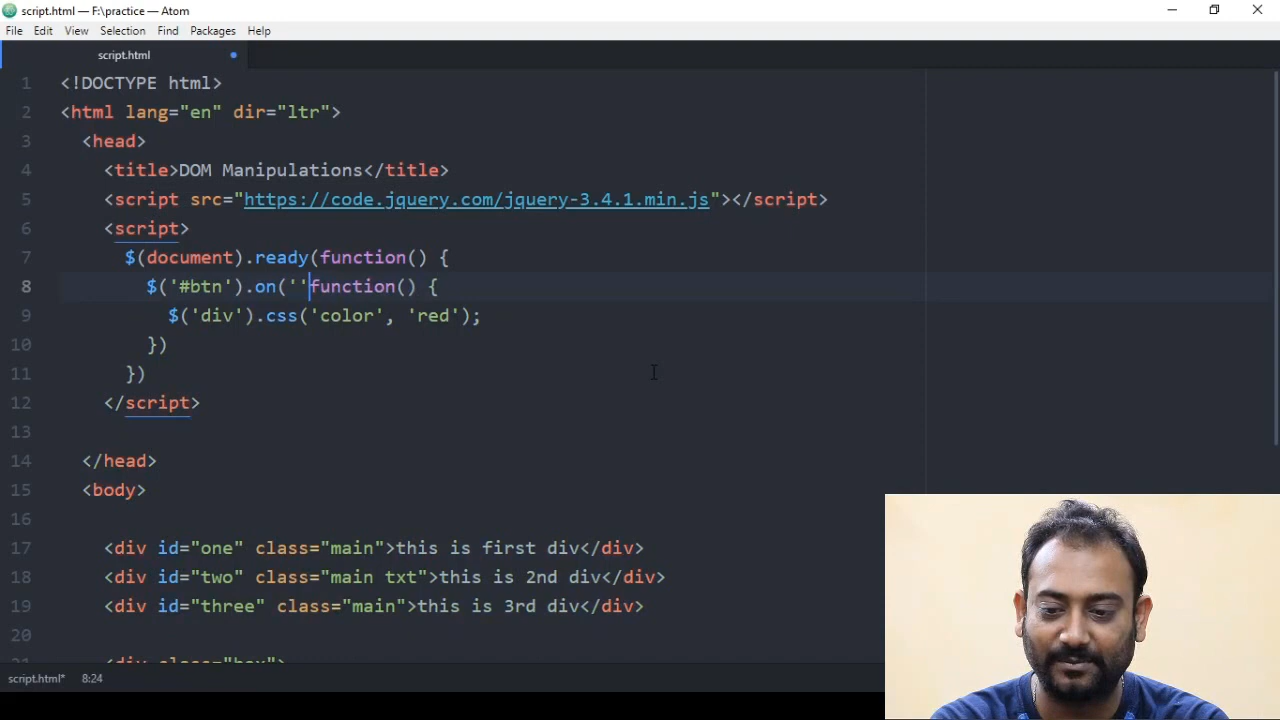 script.html — F:\practice — Atom
File Edit View Selection Find Packages Help
script.html
1 <!DOCTYPE html>
2 <html lang="en" dir="ltr">
3 <head>
4 <title>DOM Manipulations</title>
5 <script src="https://code.jquery.com/jquery-3.4.1.min.js"></script>
6 <script>
7 $(document).ready(function() {
8 $('#btn').on(''function() {
9 $('div').css('color', 'red');
10 })
11 })
12 </script>
13
14 </head>
15 <body>
16
17 <div id="one" class="main">this is first div</div>
18 <div id="two" class="main txt">this is 2nd div</div>
19 <div id="three" class="main">this is 3rd div</div>
20
21 <div class="box">
script.html* 8:24